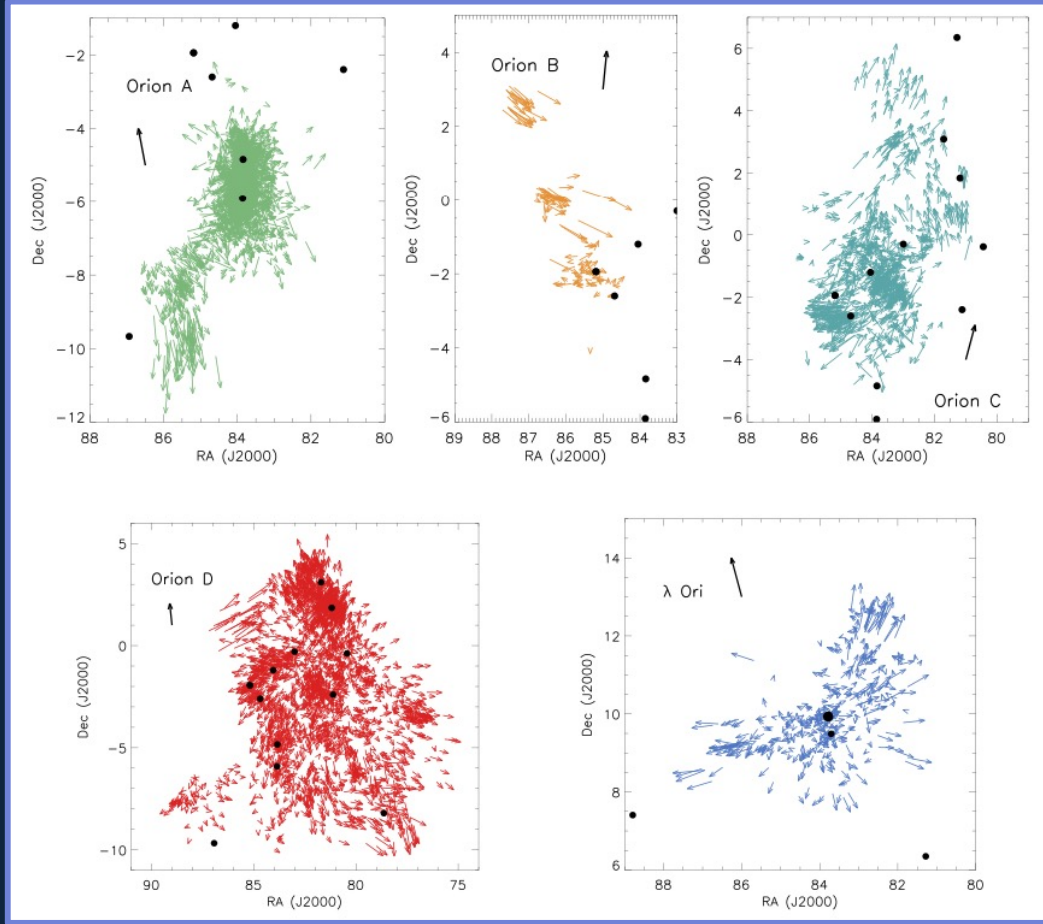 Orion A
Dec (J2000)
−2
−4
−6
−8
−10
−12
88 86 84 82 80
RA (J2000)
Orion B
Dec (J2000)
4
2
0
−2
−4
−6
89 88 87 86 85 84 83
RA (J2000)
Orion C
Dec (J2000)
6
4
2
0
−2
−4
−6
88 86 84 82 80
RA (J2000)
Orion D
Dec (J2000)
5
0
−5
−10
90 85 80 75
RA (J2000)
λ Ori
Dec (J2000)
14
12
10
8
6
88 86 84 82 80
RA (J2000)